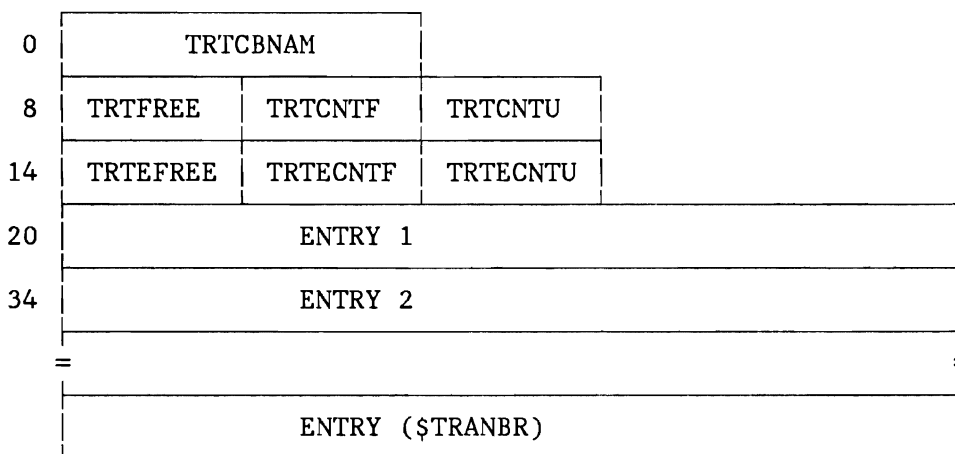 0 TRTCBNAM
8 TRTFREE TRTCNTF TRTCNTU
14 TRTEFREE TRTECNTF TRTECNTU
20 ENTRY 1
34 ENTRY 2
= =
ENTRY ($TRANBR)